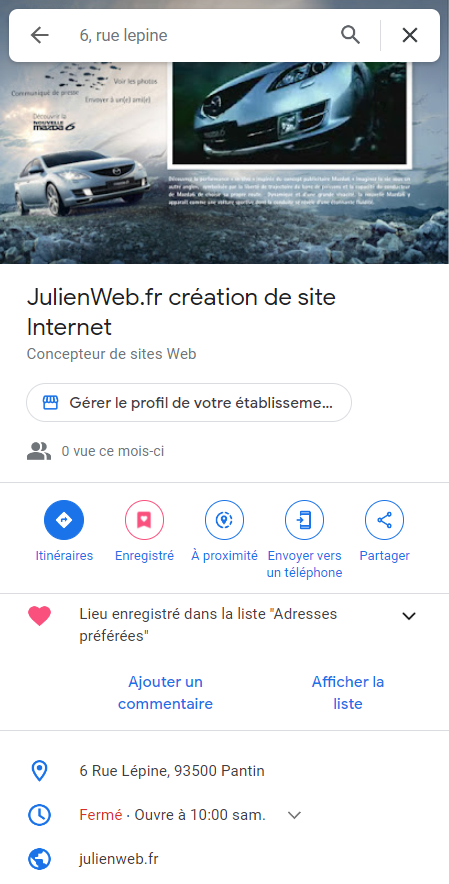 6, rue lepine
Voir les photos
Communiqué de presse
Envoyer à un(e) ami(e)
Découvrir la
NOUVELLE
mazda 6
JulienWeb.fr création de site
Internet
Concepteur de sites Web
Gérer le profil de votre établisseme...
0 vue ce mois-ci
Itinéraires
Enregistré
À proximité
Envoyer vers
un téléphone
Partager
Lieu enregistré dans la liste "Adresses
préférées"
Ajouter un
commentaire
Afficher la
liste
6 Rue Lépine, 93500 Pantin
Fermé · Ouvre à 10:00 sam.
julienweb.fr